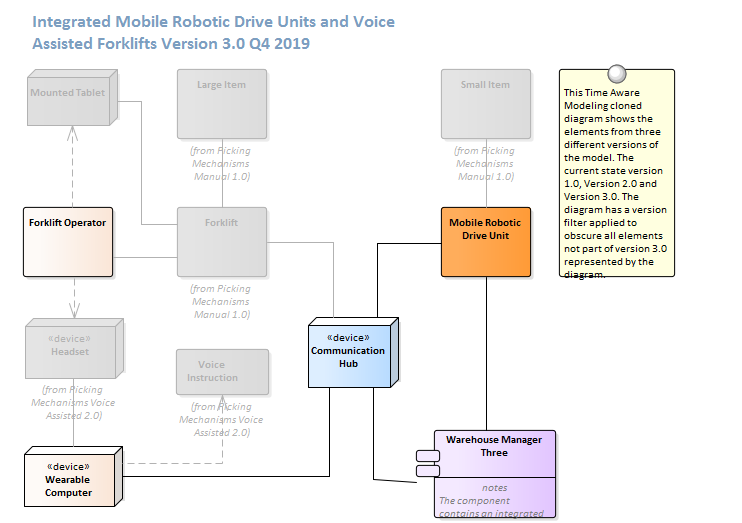 Integrated Mobile Robotic Drive Units and Voice
Assisted Forklifts Version 3.0 Q4 2019
Mounted Tablet
Large Item
(from Picking
Mechanisms
Manual 1.0)
Small Item
(from Picking
Mechanisms
Manual 1.0)
This Time Aware
Modeling cloned
diagram shows the
elements from three
different versions of
the model. The
current state version
1.0, Version 2.0 and
Version 3.0. The
diagram has a version
filter applied to
obscure all elements
not part of version 3.0
represented by the
diagram.
Forklift Operator
Forklift
(from Picking
Mechanisms
Manual 1.0)
Mobile Robotic
Drive Unit
«device»
Headset
(from Picking
Mechanisms Voice
Assisted 2.0)
Voice
Instruction
(from Picking
Mechanisms Voice
Assisted 2.0)
«device»
Communication
Hub
«device»
Wearable
Computer
Warehouse Manager
Three
notes
The component
contains an integrated